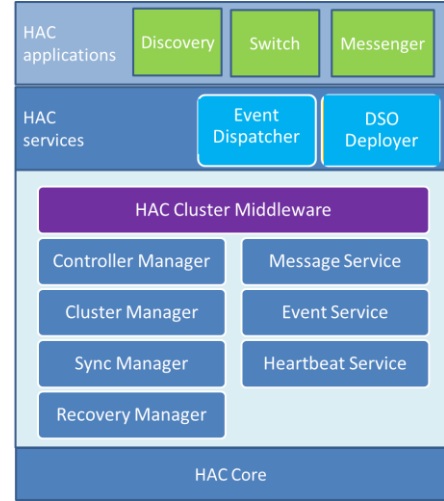 HAC
applications
Discovery
Switch
Messenger
HAC
services
Event
Dispatcher
DSO
Deployer
HAC Cluster Middleware
Controller Manager
Message Service
Cluster Manager
Event Service
Sync Manager
Heartbeat Service
Recovery Manager
HAC Core